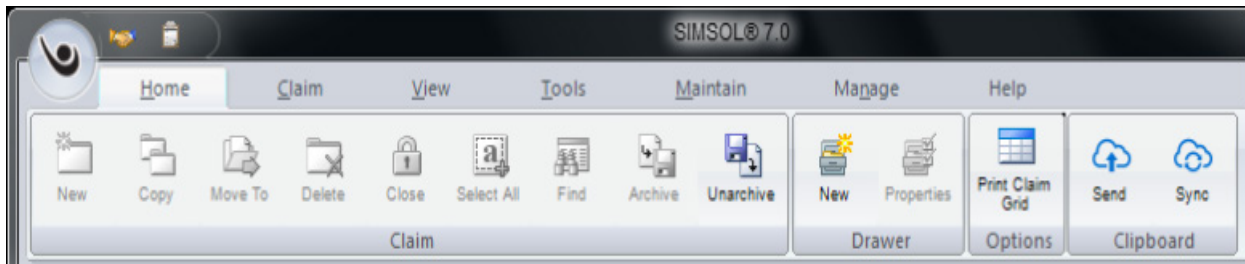 SIMSOL® 7.0
Home Claim View Tools Maintain Manage Help
New Copy Move To Delete Close Select All Find Archive Unarchive New Properties Print Claim Grid Send Sync
Claim Drawer Options Clipboard